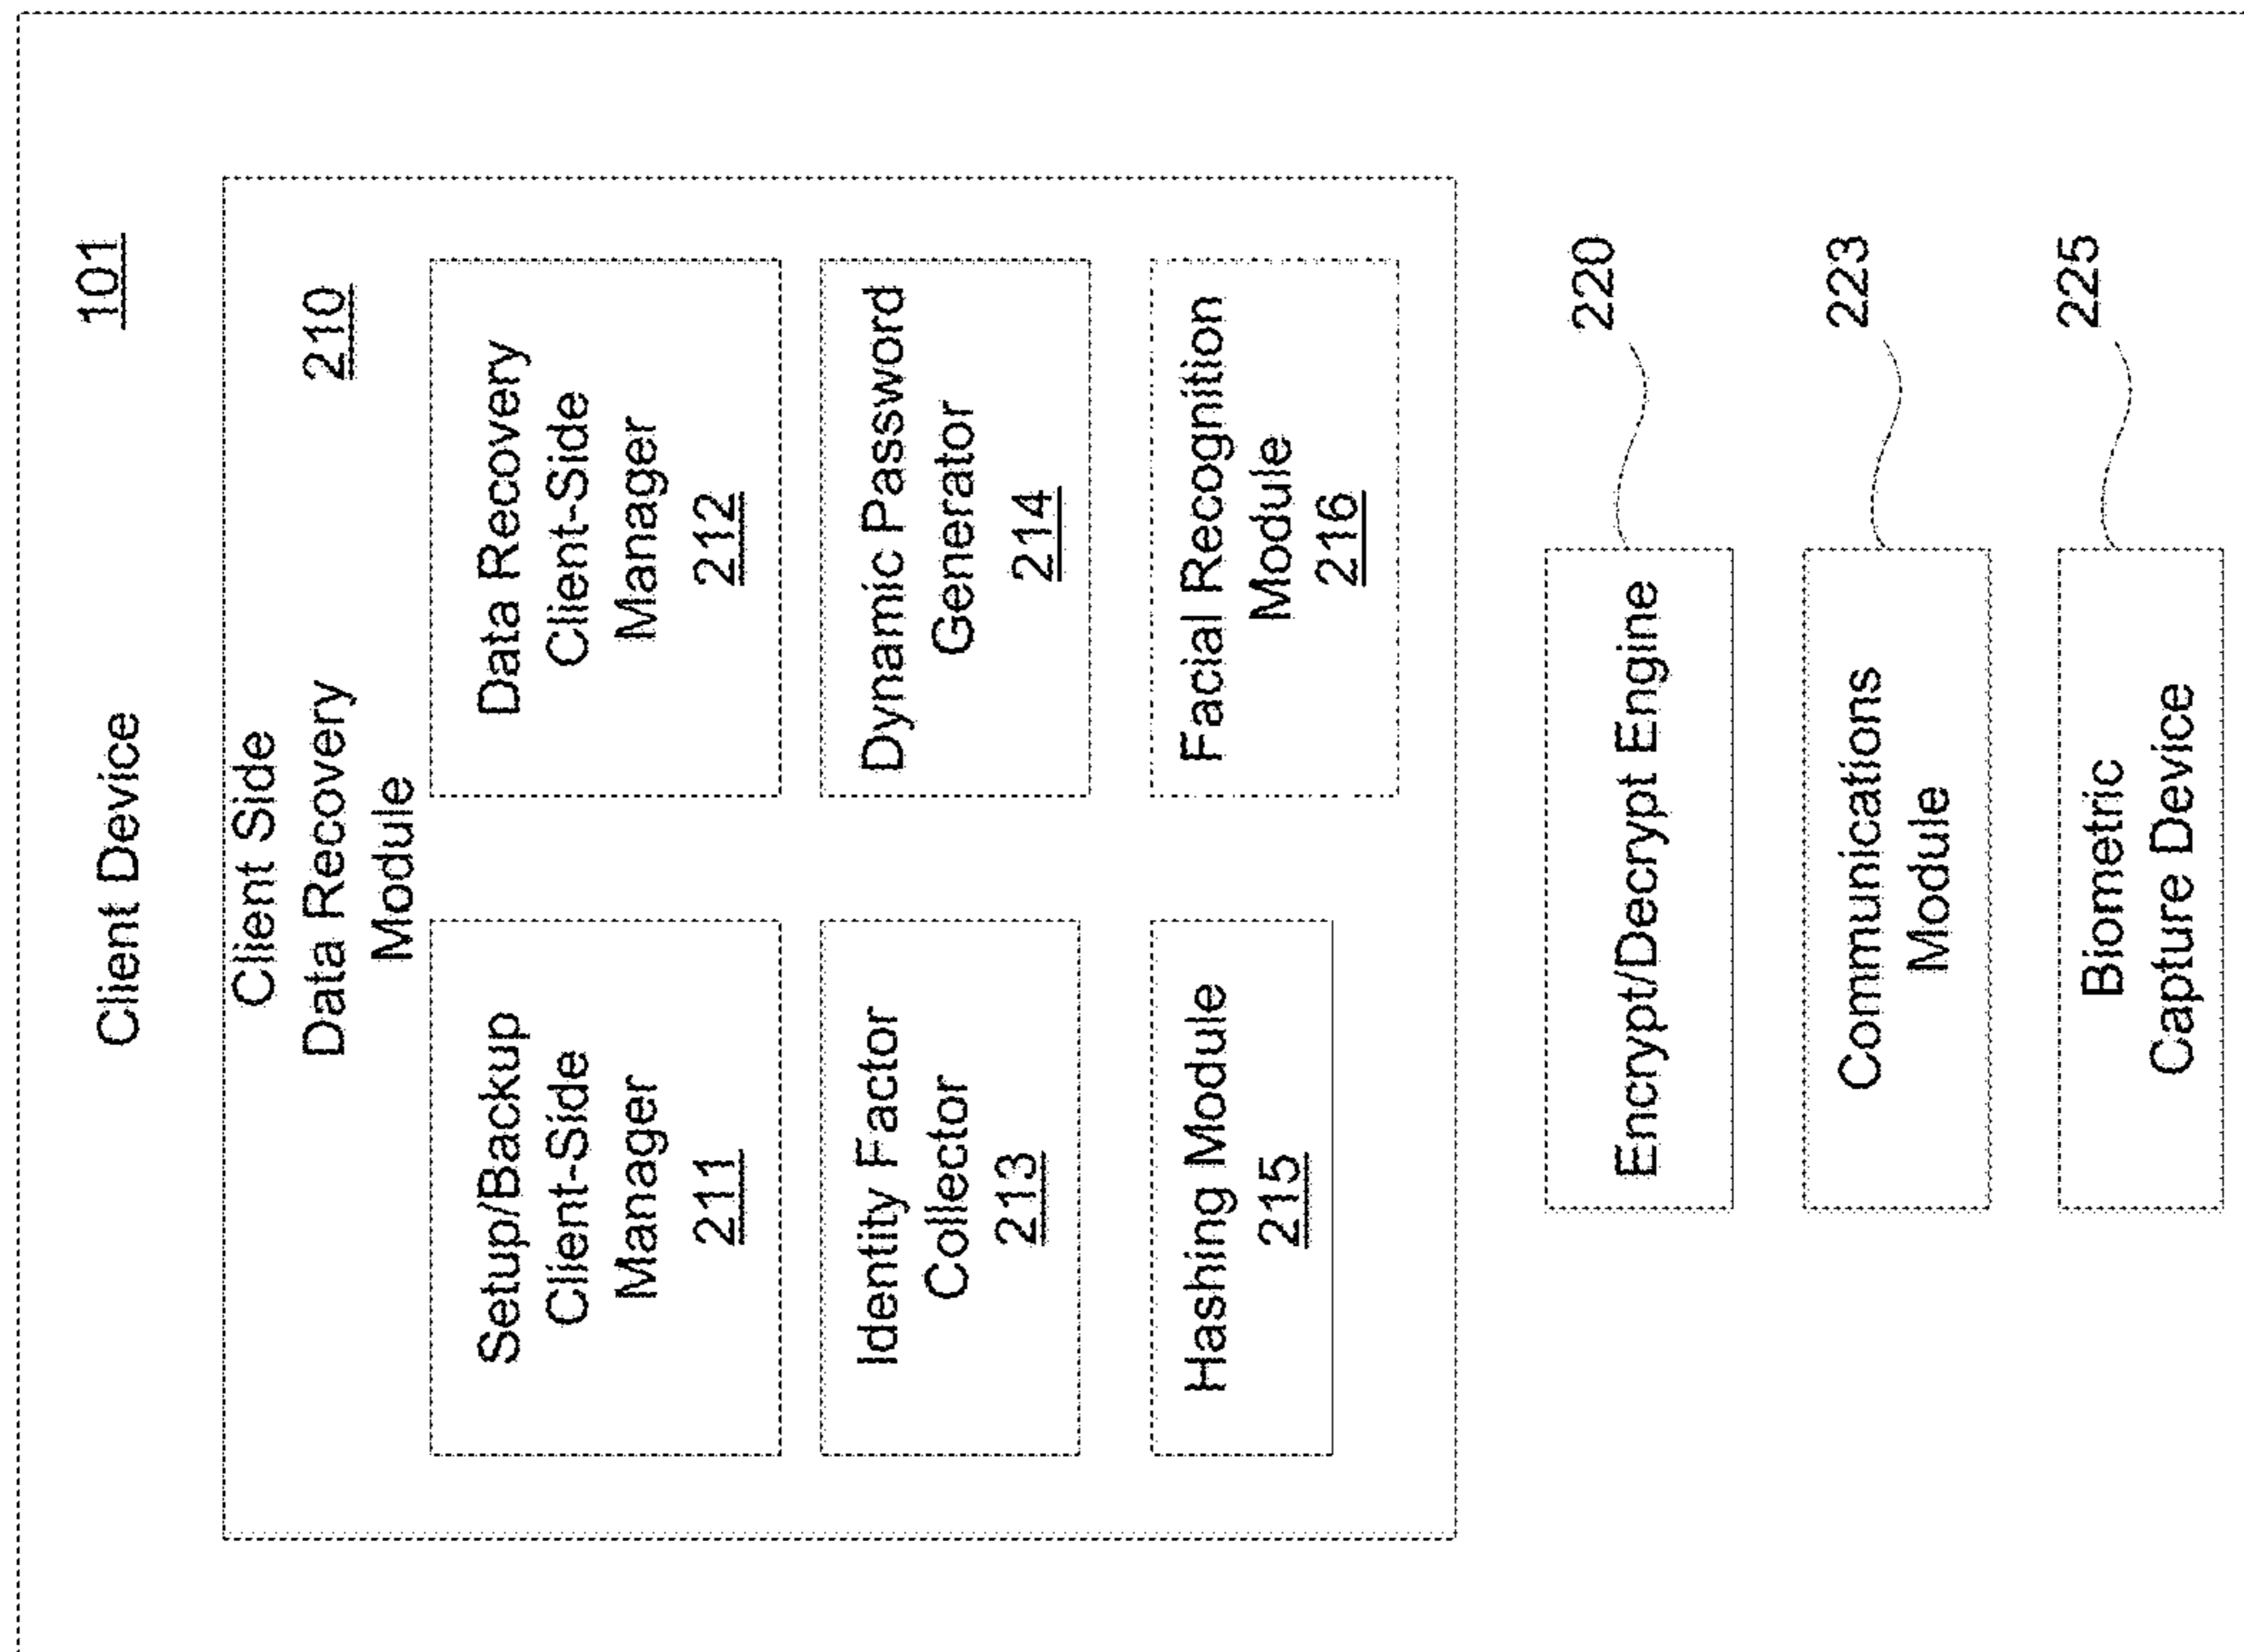 Client Device
101
Client Side
Data Recovery
Module
210
Setup/Backup
Client-Side
Manager
211
Data Recovery
Client-Side
Manager
212
Identity Factor
Collector
213
Dynamic Password
Generator
214
Hashing Module
215
Facial Recognition
Module
216
Encrypt/Decrypt Engine
220
Communications
Module
223
Biometric
Capture Device
225